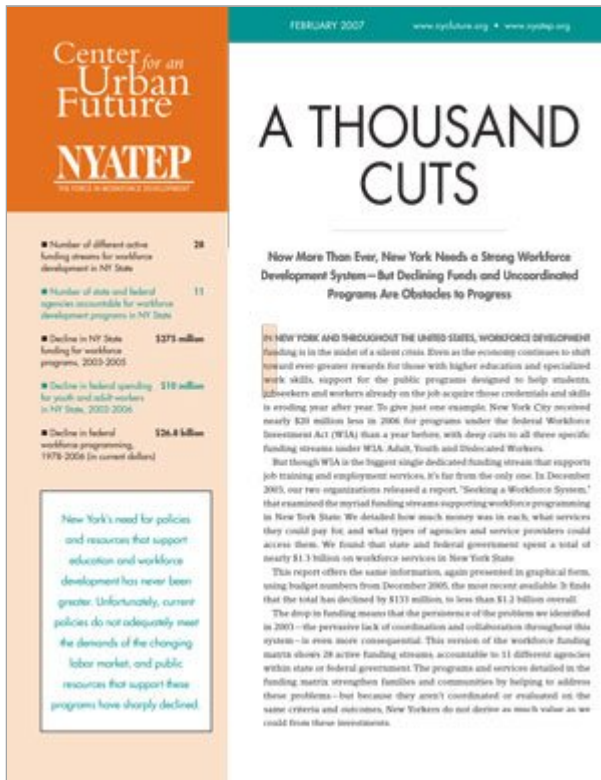 FEBRUARY 2007
www.nycfuture.org • www.nyatep.org
Center for an
Urban
Future
NYATEP
THE FORCE IN WORKFORCE DEVELOPMENT
A THOUSAND
CUTS
Now More Than Ever, New York Needs a Strong Workforce
Development System—But Declining Funds and Uncoordinated
Programs Are Obstacles to Progress
■ Number of different active 28
funding streams for workforce
development in NY State
■ Number of state and federal 11
agencies accountable for workforce
development programs in NY State
■ Decline in NY State $375 million
funding for workforce
programs, 2003-2005
■ Decline in federal spending $10 million
for youth and adult workers
in NY State, 2003-2006
■ Decline in federal $26.8 billion
workforce programming,
1978-2006 (in current dollars)
New York's need for policies
and resources that support
education and workforce
development has never been
greater. Unfortunately, current
policies do not adequately meet
the demands of the changing
labor market, and public
resources that support these
programs have sharply declined.
IN NEW YORK AND THROUGHOUT THE UNITED STATES, WORKFORCE DEVELOPMENT
funding is in the midst of a silent crisis. Even as the economy continues to shift
toward ever-greater rewards for those with higher education and specialized
work skills, support for the public programs designed to help students,
jobseekers and workers already on the job acquire those credentials and skills
is eroding year after year. To give just one example, New York City received
nearly $20 million less in 2006 for programs under the federal Workforce
Investment Act (WIA) than a year before, with deep cuts to all three specific
funding streams under WIA: Adult, Youth and Dislocated Workers.
But though WIA is the biggest single dedicated funding stream that supports
job training and employment services, it's far from the only one. In December
2003, our two organizations released a report, "Seeking a Workforce System,"
that examined the myriad funding streams supporting workforce programming
in New York State. We detailed how much money was in each, what services
they could pay for, and what types of agencies and service providers could
access them. We found that state and federal government spent a total of
nearly $1.3 billion on workforce services in New York State.
This report offers the same information, again presented in graphical form,
using budget numbers from December 2005, the most recent available. It finds
that the total has declined by $133 million, to less than $1.2 billion overall.
The drop in funding means that the persistence of the problem we identified
in 2003—the pervasive lack of coordination and collaboration throughout this
system—is even more consequential. This version of the workforce funding
matrix shows 28 active funding streams, accountable to 11 different agencies
within state or federal government. The programs and services detailed in the
funding matrix strengthen families and communities by helping to address
these problems—but because they aren't coordinated or evaluated on the
same criteria and outcomes, New Yorkers do not derive as much value as we
could from these investments.